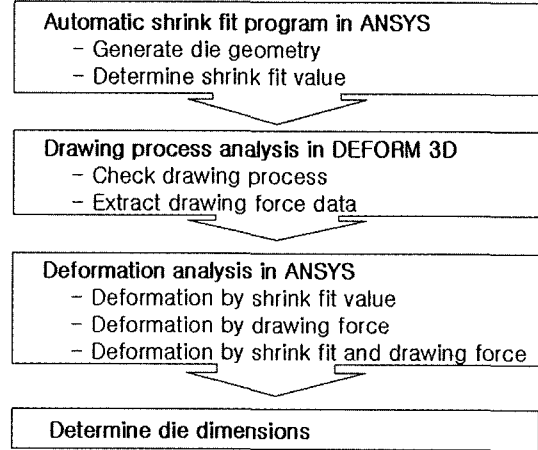 Automatic shrink fit program in ANSYS
− Generate die geometry
− Determine shrink fit value
Drawing process analysis in DEFORM 3D
− Check drawing process
− Extract drawing force data
Deformation analysis in ANSYS
− Deformation by shrink fit value
− Deformation by drawing force
− Deformation by shrink fit and drawing force
Determine die dimensions